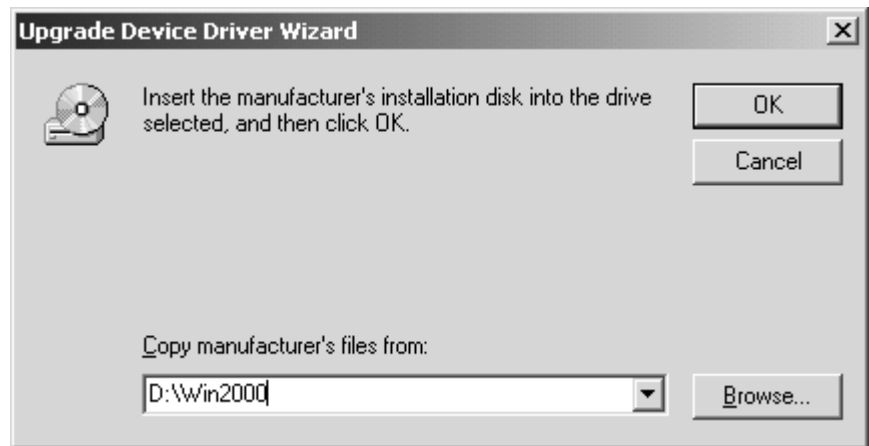 Upgrade Device Driver Wizard
Insert the manufacturer's installation disk into the drive
selected, and then click OK.
OK
Cancel
Copy manufacturer's files from:
D:\Win2000
Browse...